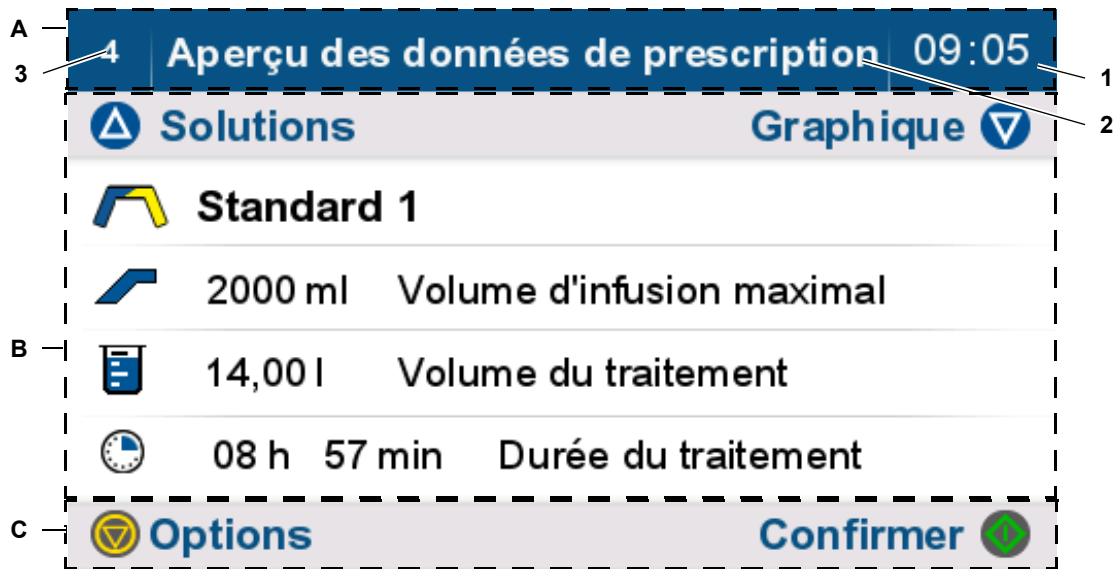 A
4 Aperçu des données de prescription 09:05
3
1
2
Solutions Graphique
Standard 1
2000 ml Volume d'infusion maximal
B
14,00 l Volume du traitement
08 h 57 min Durée du traitement
C
Options Confirmer